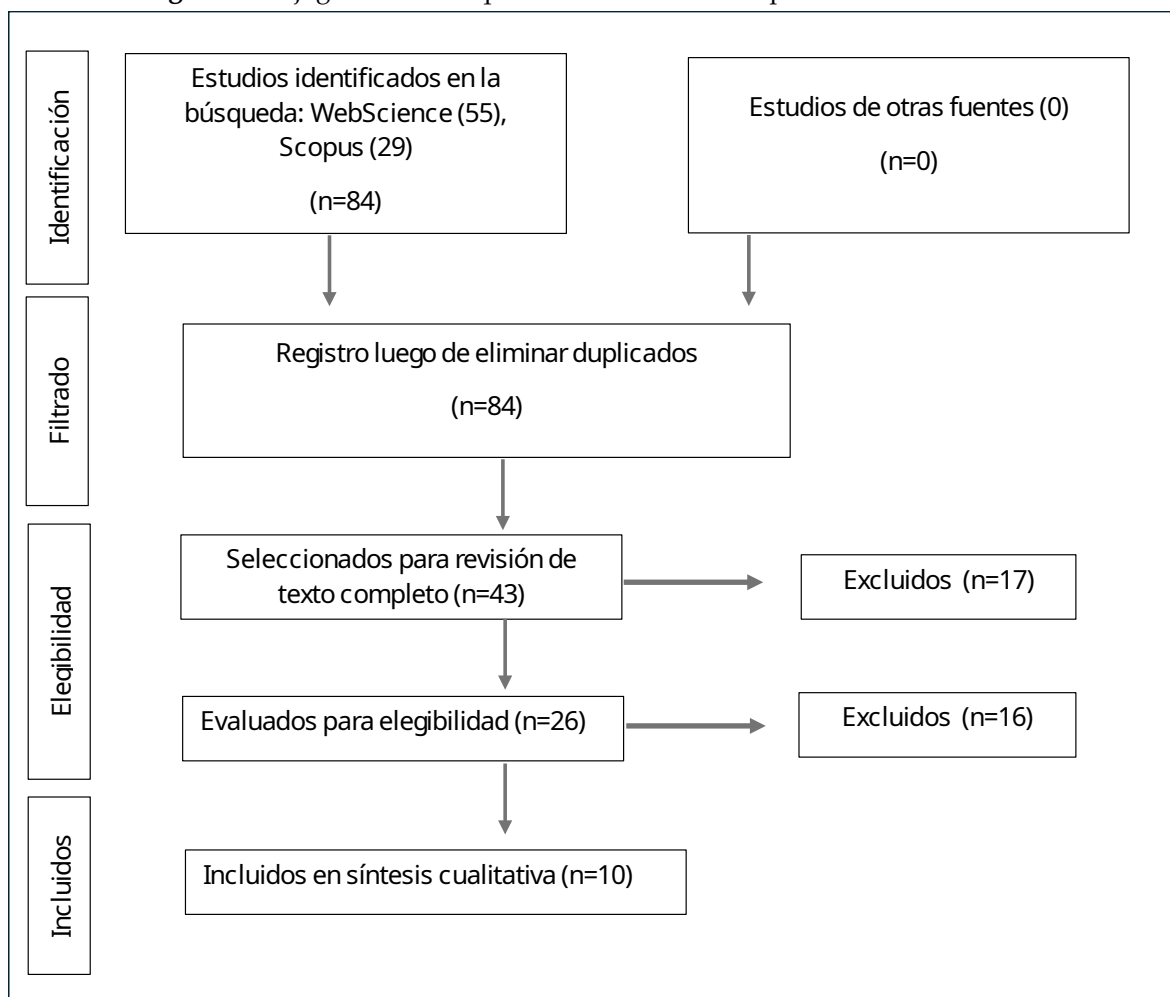 Identificación
Estudios identificados en la
búsqueda: WebScience (55),
Scopus (29)
(n=84)
Estudios de otras fuentes (0)
(n=0)
Filtrado
Registro luego de eliminar duplicados
(n=84)
Elegibilidad
Seleccionados para revisión de
texto completo (n=43)
Excluidos (n=17)
Evaluados para elegibilidad (n=26)
Excluidos (n=16)
Incluidos
Incluidos en síntesis cualitativa (n=10)